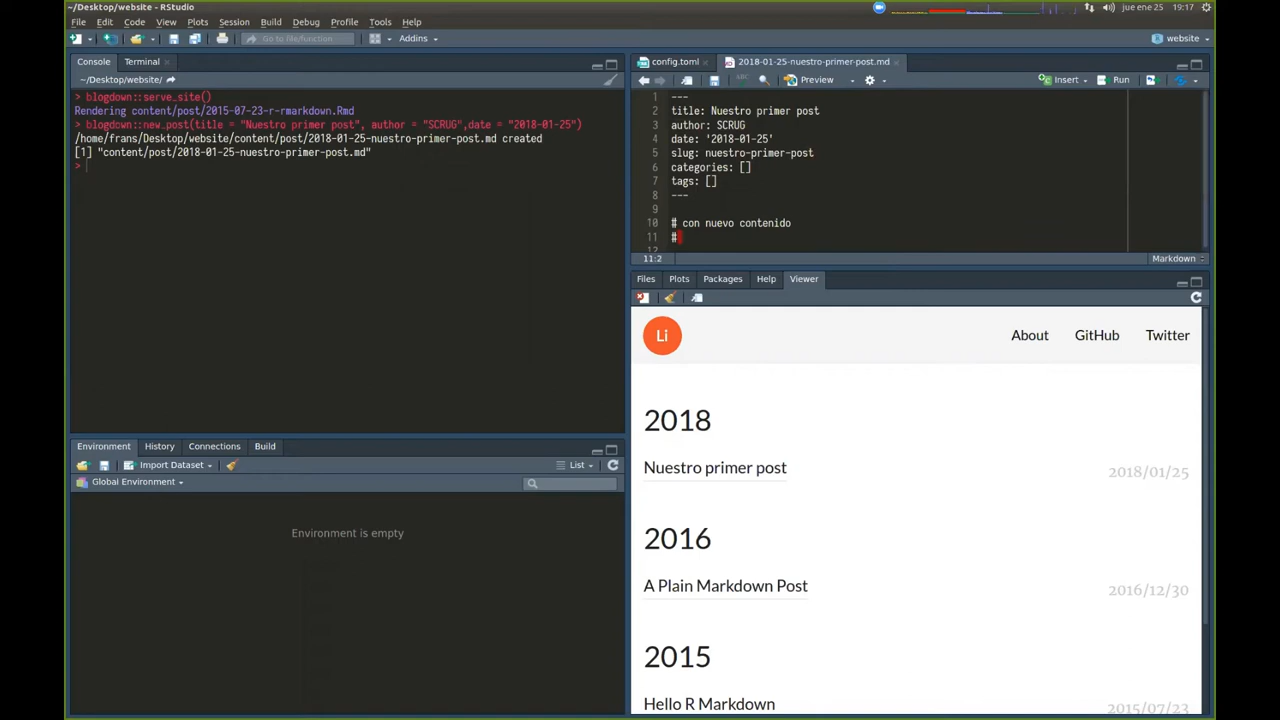 ~/Desktop/website - RStudio
jue ene 25 19:17
File Edit Code View Plots Session Build Debug Profile Tools Help
Go to file/function Addins website
Console Terminal
~/Desktop/website/
> blogdown::serve_site()
Rendering content/post/2015-07-23-r-rmarkdown.Rmd
> blogdown::new_post(title = "Nuestro primer post", author = "SCRUG",date = "2018-01-25")
/home/frans/Desktop/website/content/post/2018-01-25-nuestro-primer-post.md created
[1] "content/post/2018-01-25-nuestro-primer-post.md"
>
config.toml 2018-01-25-nuestro-primer-post.md
ABC Preview Insert Run
1 ---
2 title: Nuestro primer post
3 author: SCRUG
4 date: '2018-01-25'
5 slug: nuestro-primer-post
6 categories: []
7 tags: []
8 ---
9
10 # con nuevo contenido
11 #
12
11:2 Markdown
Environment History Connections Build
Import Dataset List
Global Environment
Environment is empty
Files Plots Packages Help Viewer
Li About GitHub Twitter
2018
Nuestro primer post 2018/01/25
2016
A Plain Markdown Post 2016/12/30
2015
Hello R Markdown 2015/07/23